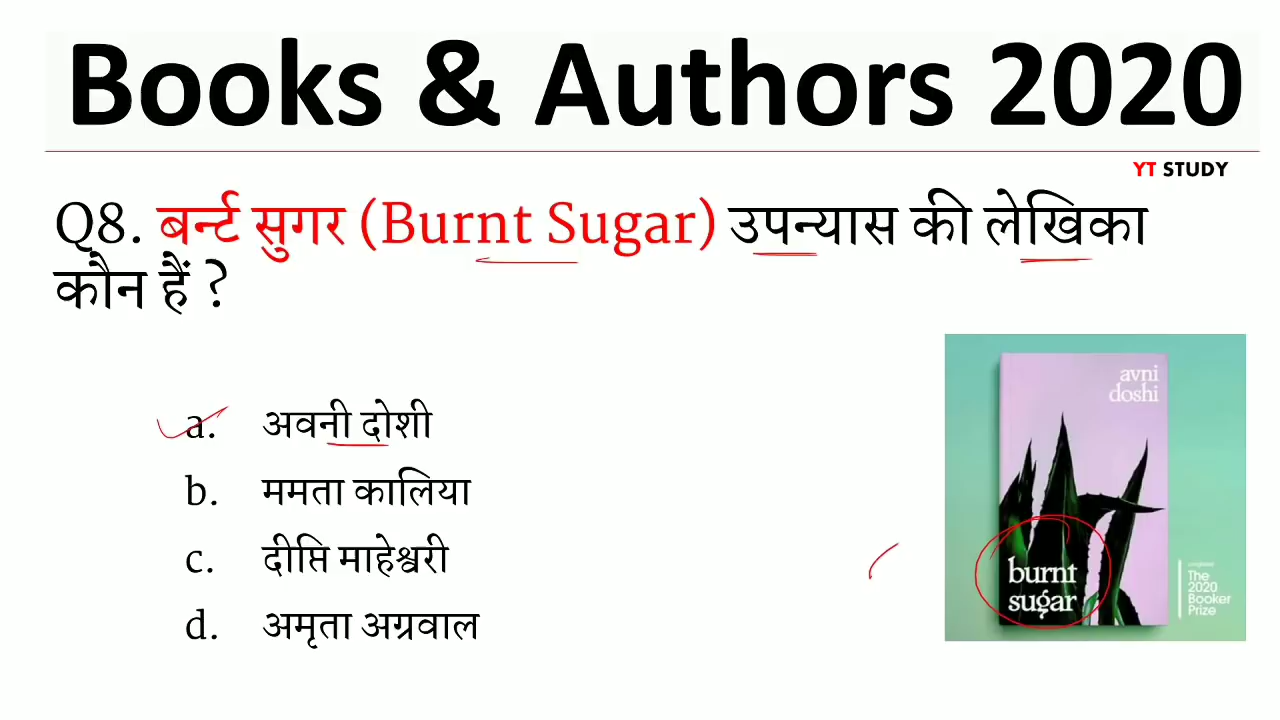 Books & Authors 2020
YT STUDY
Q8. बर्न्ट सुगर (Burnt Sugar) उपन्यास की लेखिका
कौन हैं ?
a. अवनी दोशी
b. ममता कालिया
c. दीप्ति माहेश्वरी
d. अमृता अग्रवाल
avni
doshi
burnt
sugar
The
2020
Booker
Prize